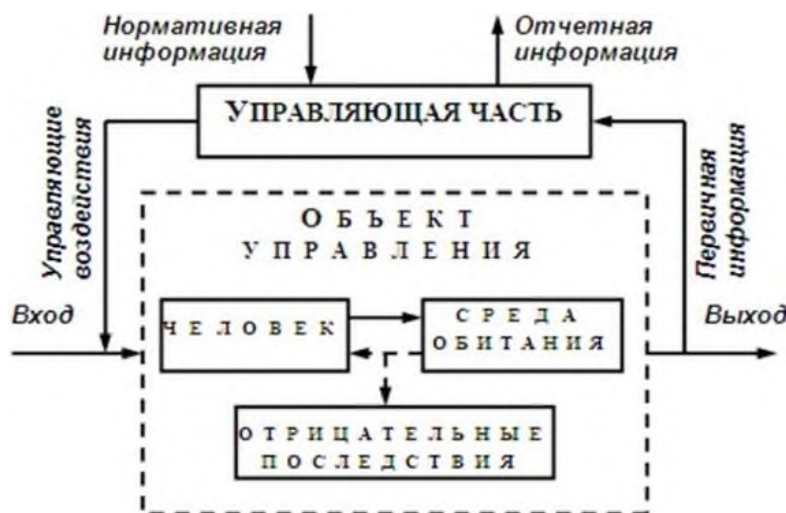 Нормативная
информация
Отчетная
информация
УПРАВЛЯЮЩАЯ ЧАСТЬ
Управляющие
воздействия
Первичная
информация
ОБЪЕКТ
УПРАВЛЕНИЯ
Вход
ЧЕЛОВЕК
СРЕДА
ОБИТАНИЯ
Выход
ОТРИЦАТЕЛЬНЫЕ
ПОСЛЕДСТВИЯ